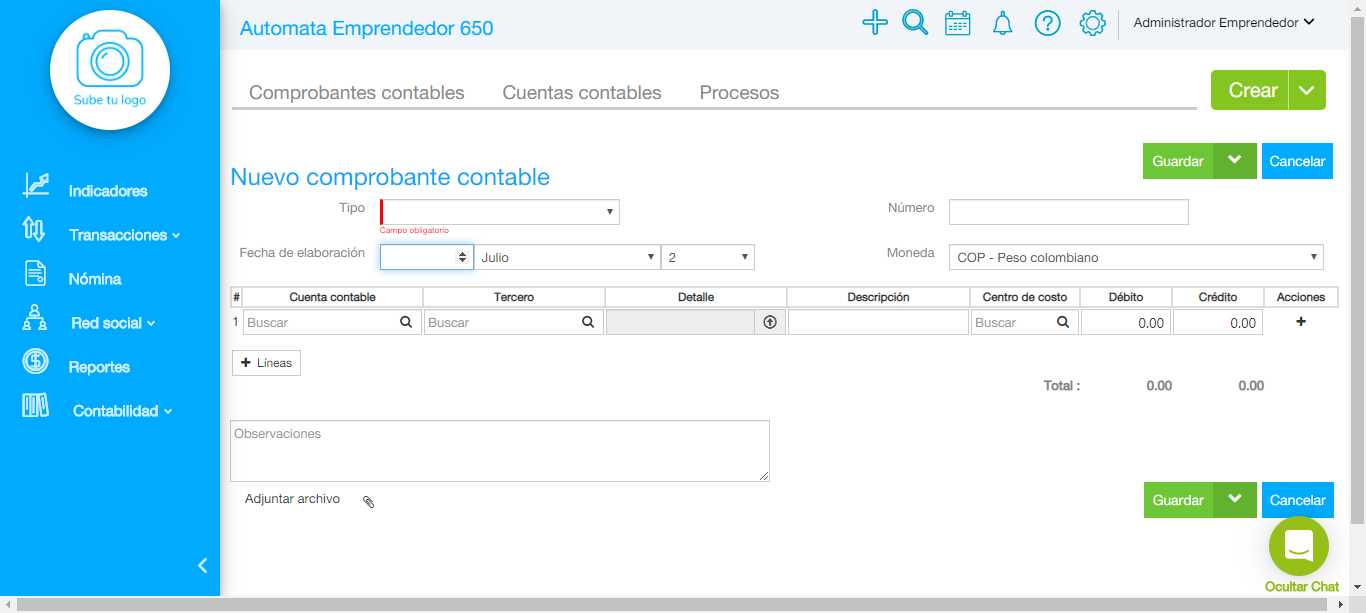 Automata Emprendedor 650
Administrador Emprendedor
Sube tu logo
Comprobantes contables Cuentas contables Procesos
Crear
Indicadores
Transacciones
Nómina
Red social
Reportes
Contabilidad
Guardar Cancelar
Nuevo comprobante contable
Tipo
Campo obligatorio
Número
Fecha de elaboración Julio 2
Moneda COP - Peso colombiano
# Cuenta contable Tercero Detalle Descripción Centro de costo Débito Crédito Acciones
1 Buscar Buscar Buscar 0.00 0.00 +
+ Líneas
Total : 0.00 0.00
Observaciones
Adjuntar archivo
Guardar Cancelar
Ocultar Chat